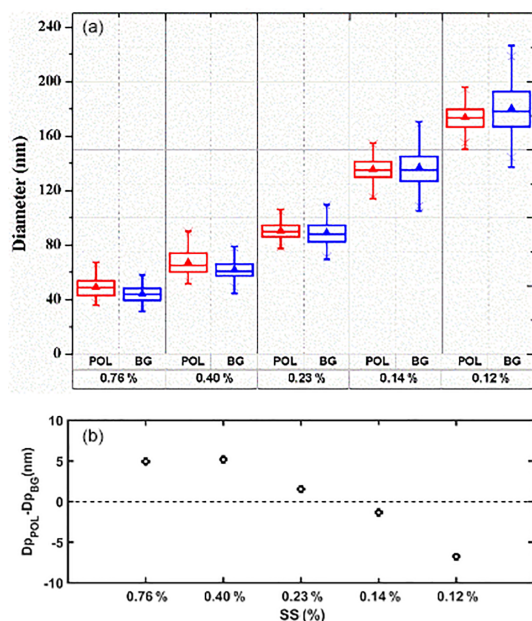 (a)
Diameter (nm)
240
200
160
120
80
40
0
POL BG POL BG POL BG POL BG POL BG
0.76 % 0.40 % 0.23 % 0.14 % 0.12 %
(b)
DpPOL-DpBG(nm)
10
5
0
-5
-10
0.76 % 0.40 % 0.23 % 0.14 % 0.12 %
SS (%)